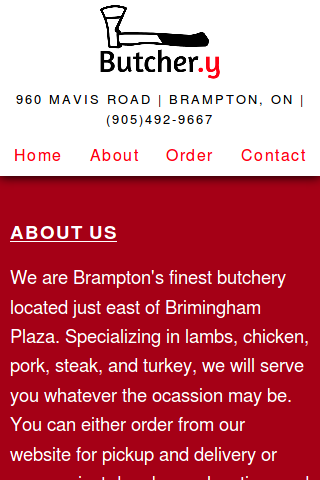 Butcher.y
960 MAVIS ROAD | BRAMPTON, ON |
(905)492-9667
Home About Order Contact
ABOUT US
We are Brampton's finest butchery
located just east of Brimingham
Plaza. Specializing in lambs, chicken,
pork, steak, and turkey, we will serve
you whatever the ocassion may be.
You can either order from our
website for pickup and delivery or